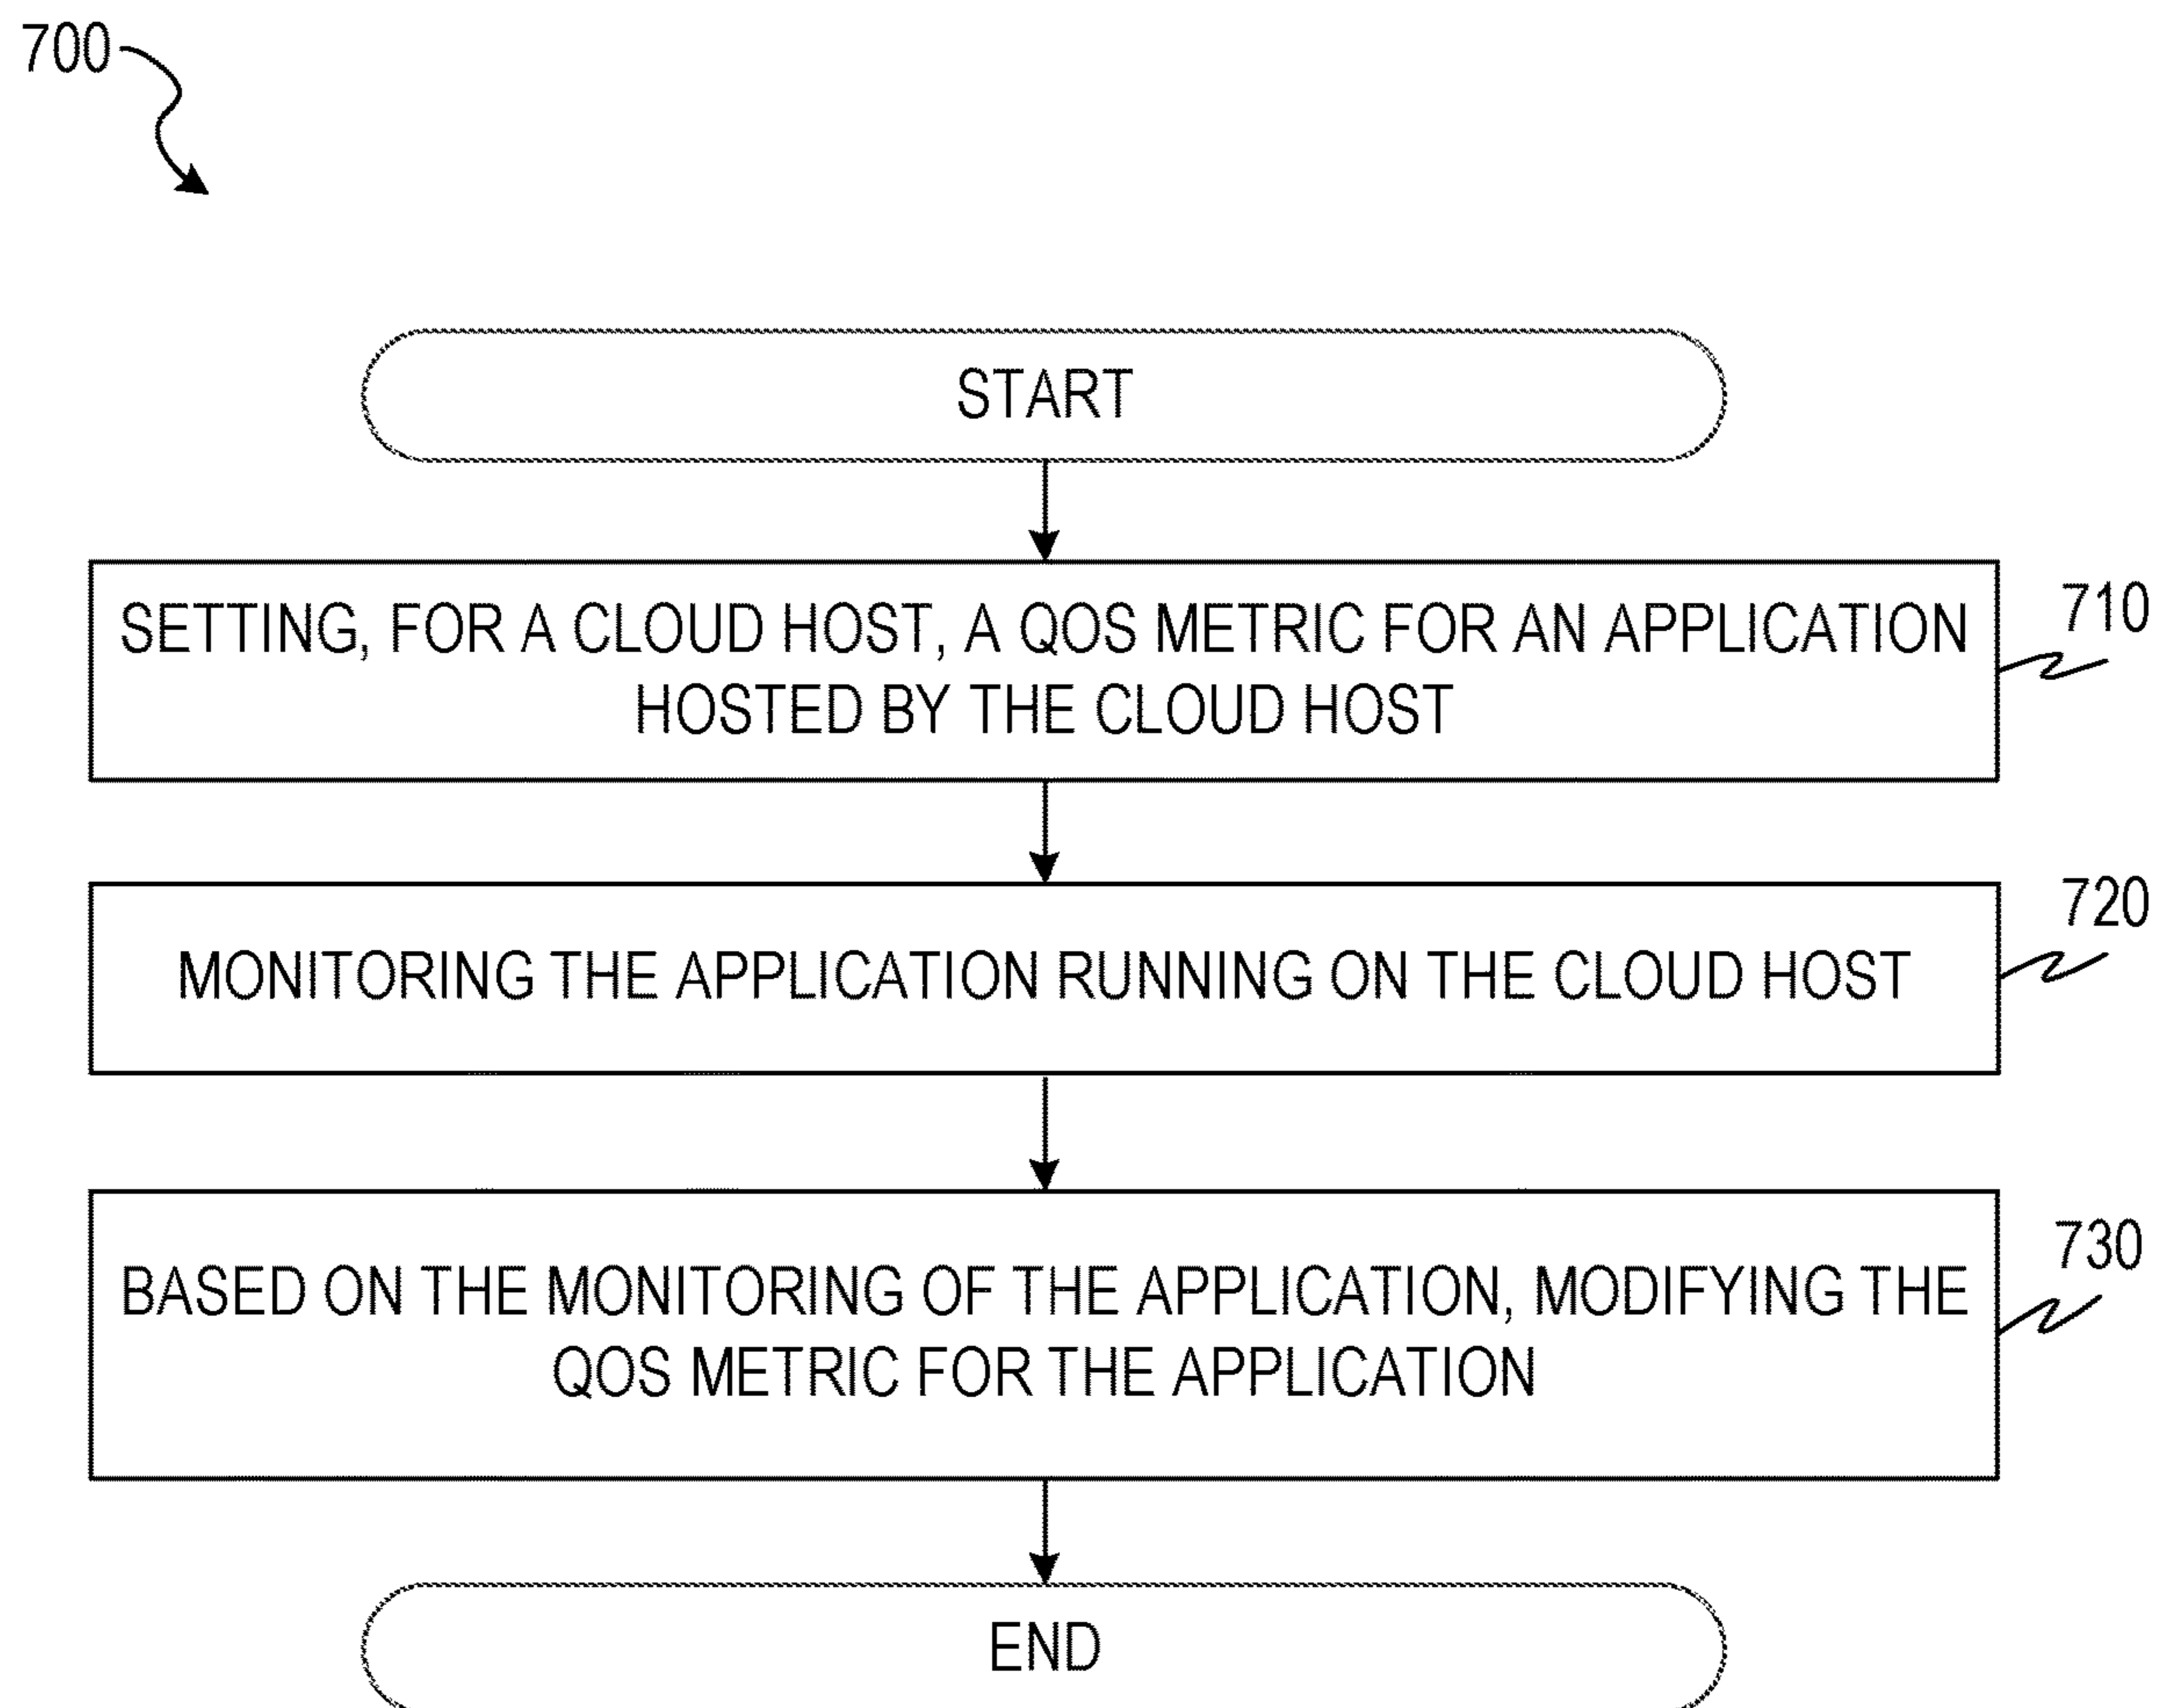 700
START
SETTING, FOR A CLOUD HOST, A QOS METRIC FOR AN APPLICATION
HOSTED BY THE CLOUD HOST
710
MONITORING THE APPLICATION RUNNING ON THE CLOUD HOST
720
BASED ON THE MONITORING OF THE APPLICATION, MODIFYING THE
QOS METRIC FOR THE APPLICATION
730
END